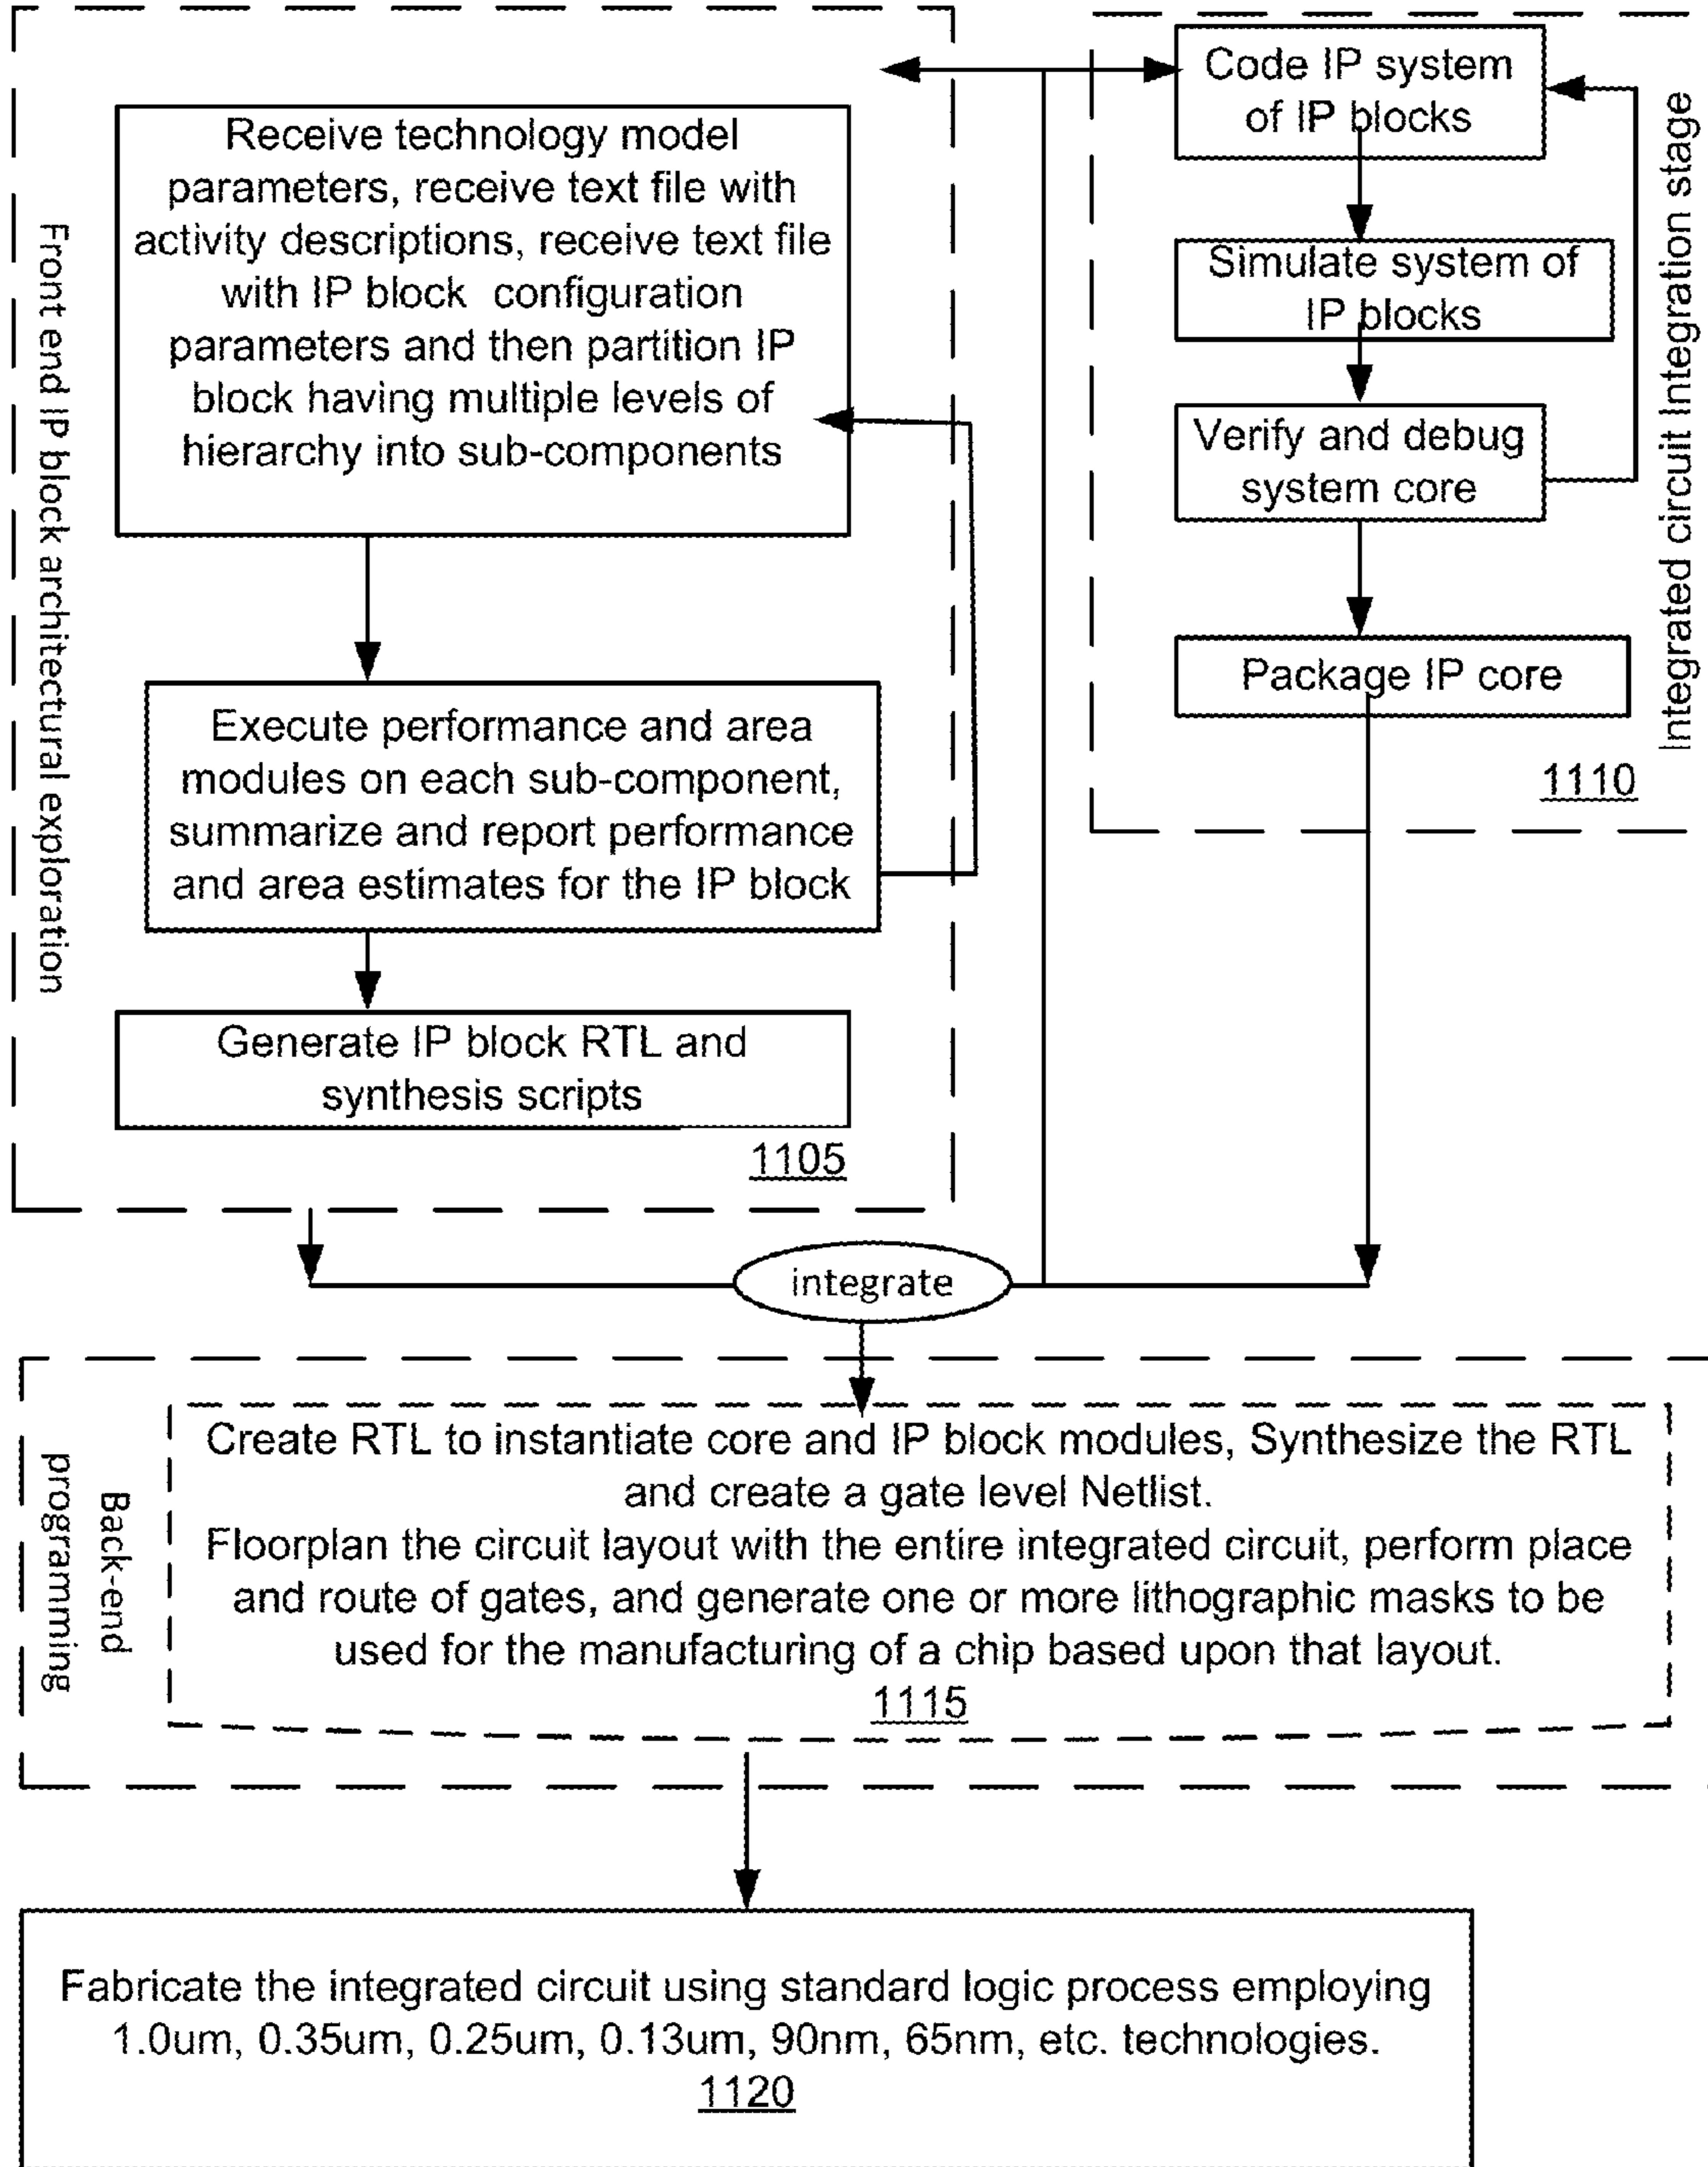 Front end IP block architectural exploration
Receive technology model
parameters, receive text file with
activity descriptions, receive text file
with IP block configuration
parameters and then partition IP
block having multiple levels of
hierarchy into sub-components
Execute performance and area
modules on each sub-component,
summarize and report performance
and area estimates for the IP block
Generate IP block RTL and
synthesis scripts
1105
Code IP system
of IP blocks
Simulate system of
IP blocks
Verify and debug
system core
Package IP core
1110
Integrated circuit Integration stage
integrate
Back-end
programming
Create RTL to instantiate core and IP block modules, Synthesize the RTL
and create a gate level Netlist.
Floorplan the circuit layout with the entire integrated circuit, perform place
and route of gates, and generate one or more lithographic masks to be
used for the manufacturing of a chip based upon that layout.
1115
Fabricate the integrated circuit using standard logic process employing
1.0um, 0.35um, 0.25um, 0.13um, 90nm, 65nm, etc. technologies.
1120